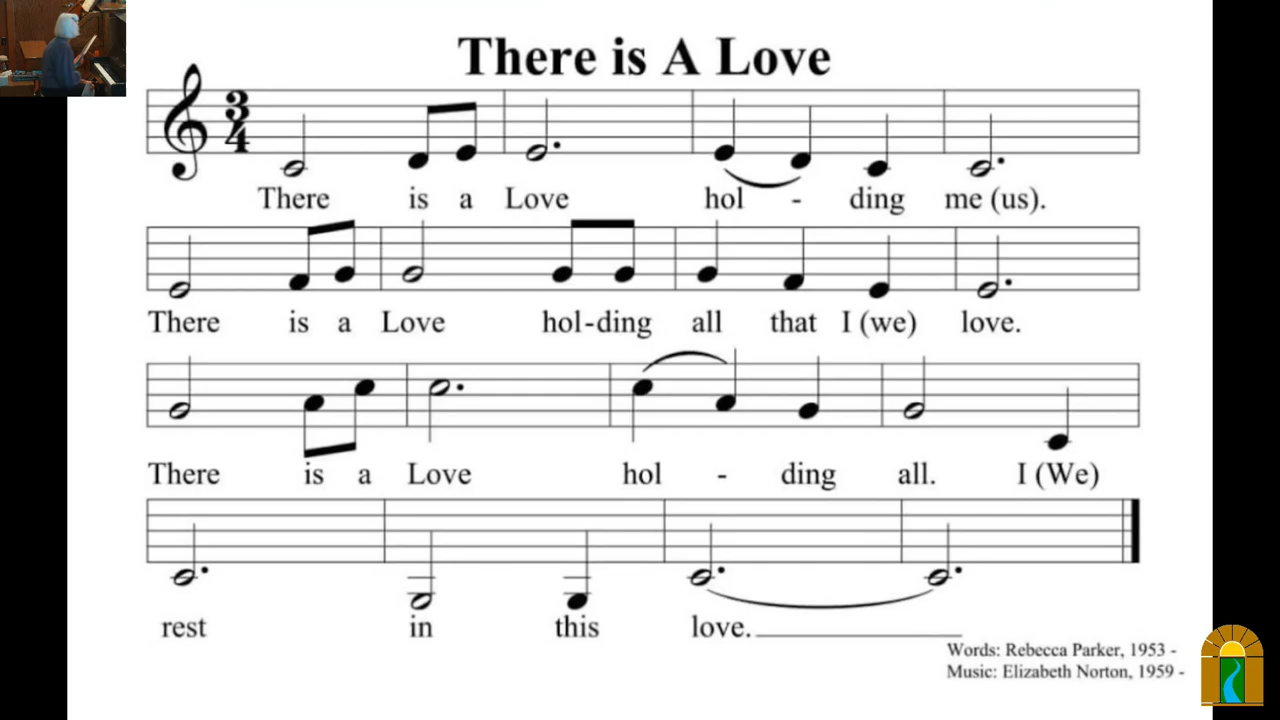 There is A Love
3
4
There is a Love hol - ding me (us).
There is a Love hol-ding all that I (we) love.
There is a Love hol - ding all. I (We)
rest in this love.
Words: Rebecca Parker, 1953 -
Music: Elizabeth Norton, 1959 -